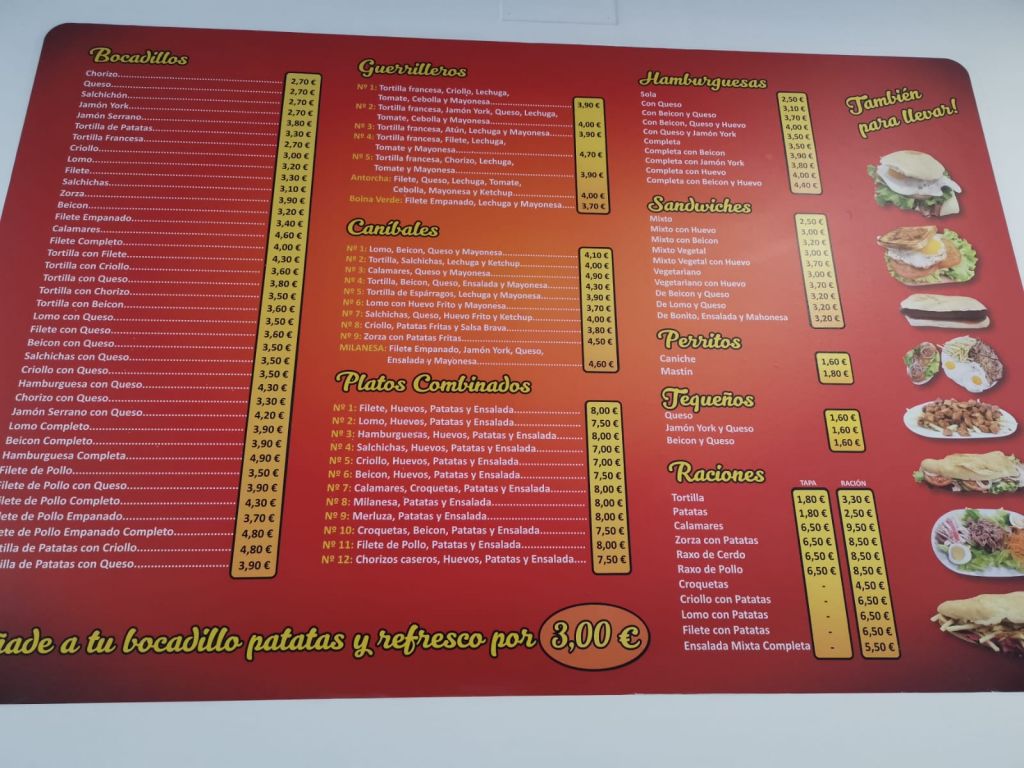 Bocadillos
Chorizo 2,70 €
Queso 2,70 €
Salchichón 2,70 €
Jamón York 2,70 €
Jamón Serrano 3,80 €
Tortilla de Patatas 3,30 €
Tortilla Francesa 2,70 €
Criollo 3,00 €
Lomo 3,20 €
Filete 3,30 €
Salchichas 3,10 €
Zorza 3,90 €
Beicon 3,20 €
Filete Empanado 3,40 €
Calamares 4,60 €
Filete Completo 4,00 €
Tortilla con Filete 4,30 €
Tortilla con Criollo 3,60 €
Tortilla con Queso 3,80 €
Tortilla con Chorizo 3,50 €
Tortilla con Beicon 3,60 €
Lomo con Queso 3,50 €
Filete con Queso 3,60 €
Beicon con Queso 3,50 €
Salchichas con Queso 3,50 €
Criollo con Queso 3,50 €
Hamburguesa con Queso 4,30 €
Chorizo con Queso 3,30 €
Jamón Serrano con Queso 4,20 €
Lomo Completo 3,90 €
Beicon Completo 3,90 €
Hamburguesa Completa 4,90 €
Filete de Pollo 3,50 €
ilete de Pollo con Queso 3,90 €
ilete de Pollo Completo 4,30 €
lete de Pollo Empanado 3,70 €
ete de Pollo Empanado Completo 4,80 €
tilla de Patatas con Criollo 4,80 €
illa de Patatas con Queso 3,90 €
Guerrilleros
Nº 1: Tortilla francesa, Criollo, Lechuga,
Tomate, Cebolla y Mayonesa 3,90 €
Nº 2: Tortilla francesa, Jamón York, Queso, Lechuga,
Tomate, Cebolla y Mayonesa 4,00 €
Nº 3: Tortilla francesa, Atún, Lechuga y Mayonesa 3,90 €
Nº 4: Tortilla francesa, Filete, Lechuga,
Tomate y Mayonesa 4,70 €
Nº 5: Tortilla francesa, Chorizo, Lechuga,
Tomate y Mayonesa 3,90 €
Antorcha: Filete, Queso, Lechuga, Tomate,
Cebolla, Mayonesa y Ketchup 4,00 €
Bolna Verde: Filete Empanado, Lechuga y Mayonesa 3,70 €
Caníbales
Nº 1: Lomo, Beicon, Queso y Mayonesa 4,10 €
Nº 2: Tortilla, Salchichas, Lechuga y Ketchup 4,00 €
Nº 3: Calamares, Queso y Mayonesa 4,90 €
Nº 4: Tortilla, Beicon, Queso, Ensalada y Mayonesa 4,30 €
Nº 5: Tortilla de Espárragos, Lechuga y Mayonesa 3,90 €
Nº 6: Lomo con Huevo Frito y Mayonesa 3,70 €
Nº 7: Salchichas, Queso, Huevo Frito y Ketchup 4,00 €
Nº 8: Criollo, Patatas Fritas y Salsa Brava 3,80 €
Nº 9: Zorza con Patatas Fritas 4,50 €
MILANESA: Filete Empanado, Jamón York, Queso,
Ensalada y Mayonesa 4,60 €
Platos Combinados
Nº 1: Filete, Huevos, Patatas y Ensalada 8,00 €
Nº 2: Lomo, Huevos, Patatas y Ensalada 7,50 €
Nº 3: Hamburguesas, Huevos, Patatas y Ensalada 8,00 €
Nº 4: Salchichas, Huevos, Patatas y Ensalada 7,00 €
Nº 5: Criollo, Huevos, Patatas y Ensalada 7,00 €
Nº 6: Beicon, Huevos, Patatas y Ensalada 7,50 €
Nº 7: Calamares, Croquetas, Patatas y Ensalada 8,00 €
Nº 8: Milanesa, Patatas y Ensalada 8,00 €
Nº 9: Merluza, Patatas y Ensalada 8,00 €
Nº 10: Croquetas, Beicon, Patatas y Ensalada 7,50 €
Nº 11: Filete de Pollo, Patatas y Ensalada 8,00 €
Nº 12: Chorizos caseros, Huevos, Patatas y Ensalada 7,50 €
Hamburguesas
Sola 2,50 €
Con Queso 3,10 €
Con Beicon y Queso 3,70 €
Con Beicon, Queso y Huevo 4,00 €
Con Queso y Jamón York 3,50 €
Completa 3,50 €
Completa con Beicon 3,90 €
Completa con Jamón York 3,80 €
Completa con Huevo 4,00 €
Completa con Beicon y Huevo 4,40 €
Sandwiches
Mixto 2,50 €
Mixto con Huevo 3,00 €
Mixto con Beicon 3,20 €
Mixto Vegetal 3,00 €
Mixto Vegetal con Huevo 3,70 €
Vegetariano 3,00 €
Vegetariano con Huevo 3,70 €
De Beicon y Queso 3,20 €
De Lomo y Queso 3,20 €
De Bonito, Ensalada y Mahonesa 3,20 €
Perritos
Caniche 1,60 €
Mastin 1,80 €
Tequeños
Queso 1,60 €
Jamón York y Queso 1,60 €
Beicon y Queso 1,60 €
Raciones
TAPA RACIÓN
Tortilla 1,80 € 3,30 €
Patatas 1,80 € 2,50 €
Calamares 6,50 € 9,50 €
Zorza con Patatas 6,50 € 8,50 €
Raxo de Cerdo 6,50 € 8,50 €
Raxo de Pollo 6,50 € 8,50 €
Croquetas - 4,50 €
Criollo con Patatas - 6,50 €
Lomo con Patatas - 6,50 €
Filete con Patatas - 6,50 €
Ensalada Mixta Completa - 5,50 €
También
para llevar!
ade a tu bocadillo patatas y refresco por 3,00 €